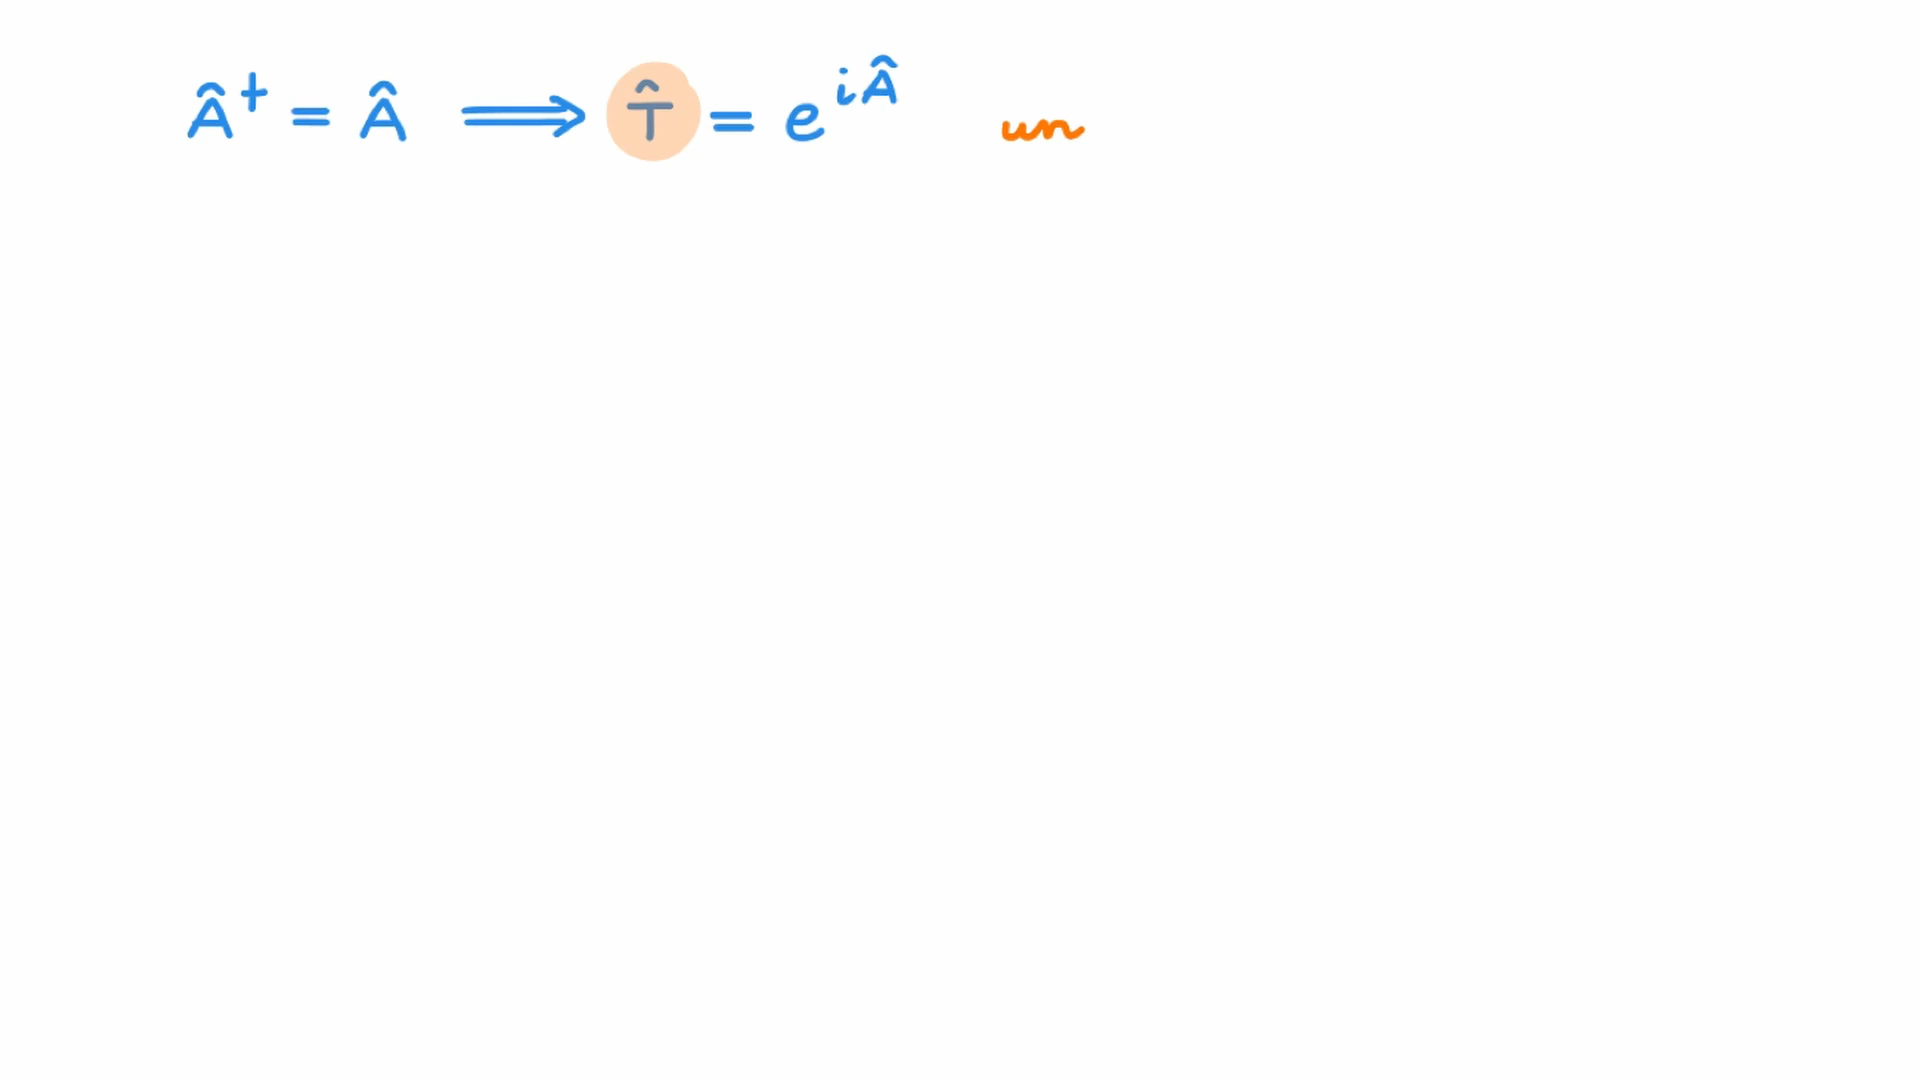 Â† = Â ⟹ T̂ = e^{iÂ} un